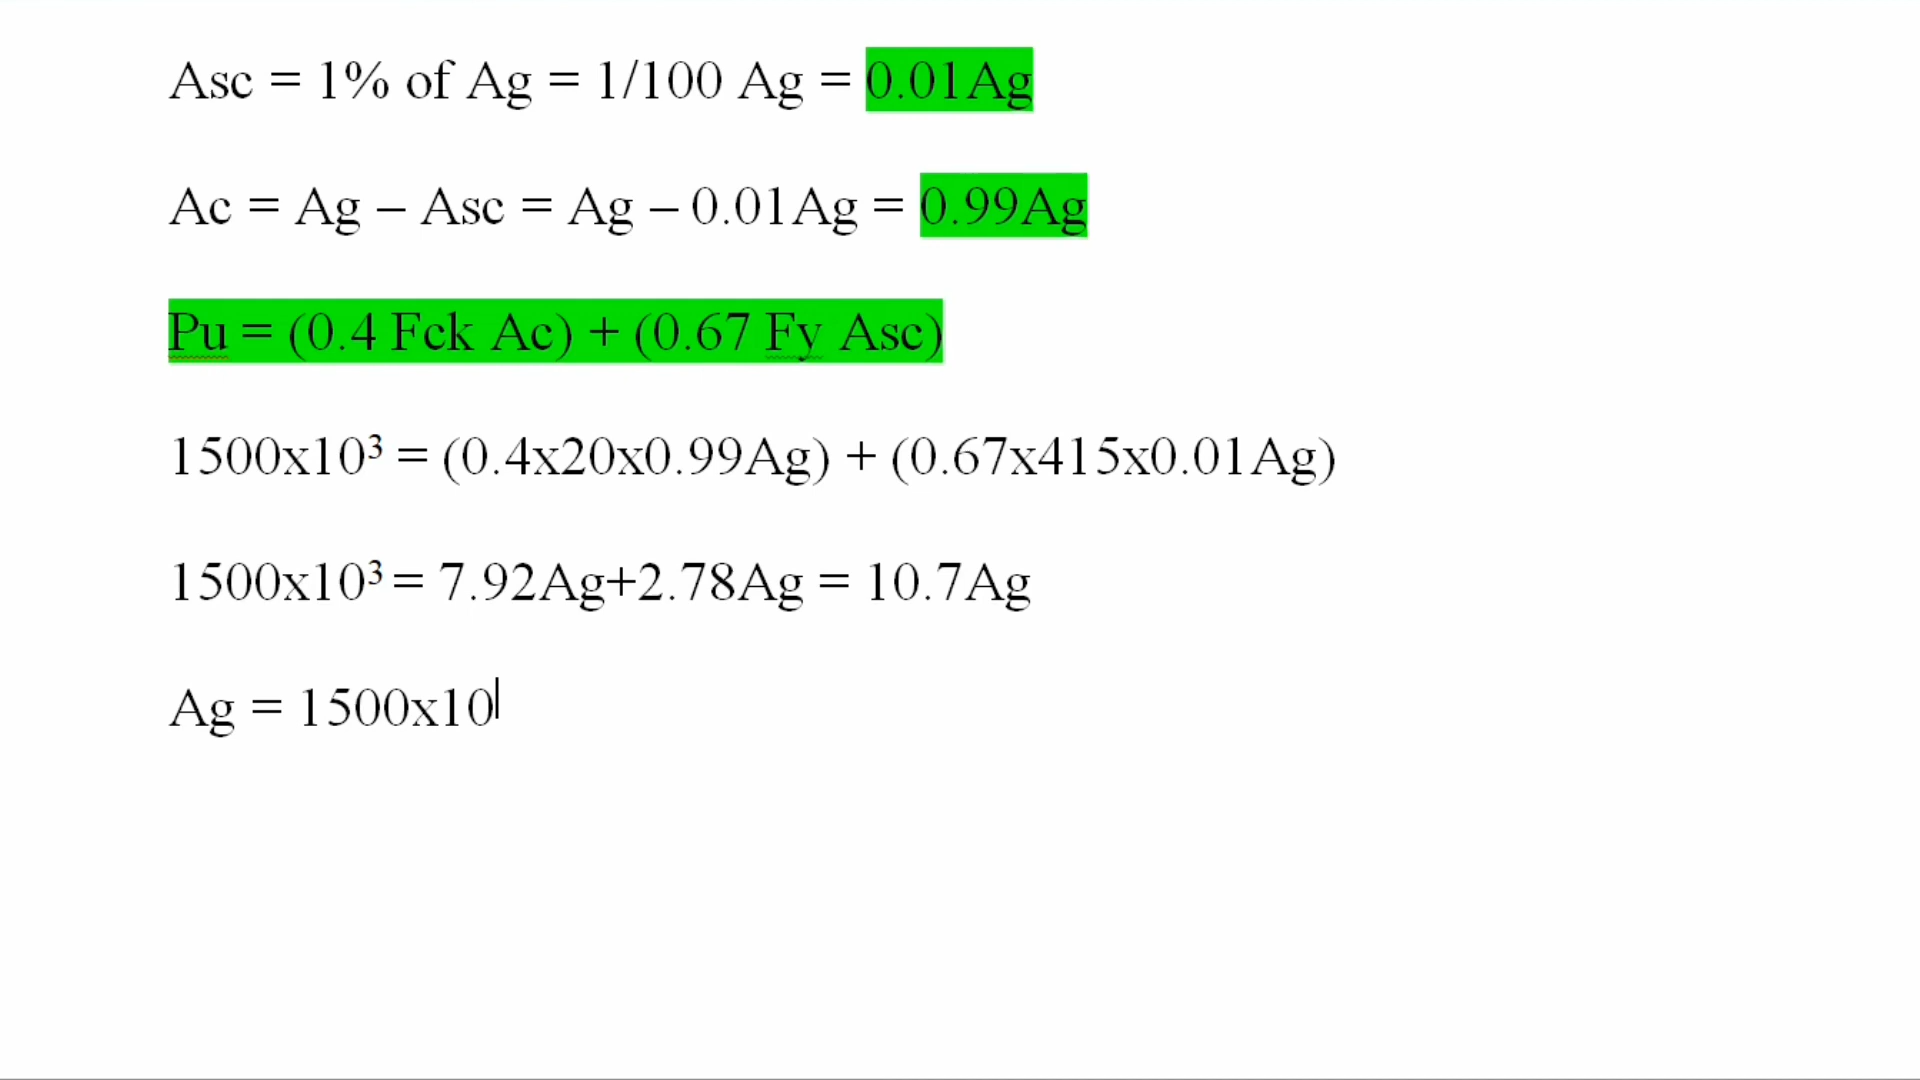 Asc = 1% of Ag = 1/100 Ag = 0.01Ag
Ac = Ag – Asc = Ag – 0.01Ag = 0.99Ag
Pu = (0.4 Fck Ac) + (0.67 Fy Asc)
1500x10³ = (0.4x20x0.99Ag) + (0.67x415x0.01Ag)
1500x10³ = 7.92Ag+2.78Ag = 10.7Ag
Ag = 1500x10